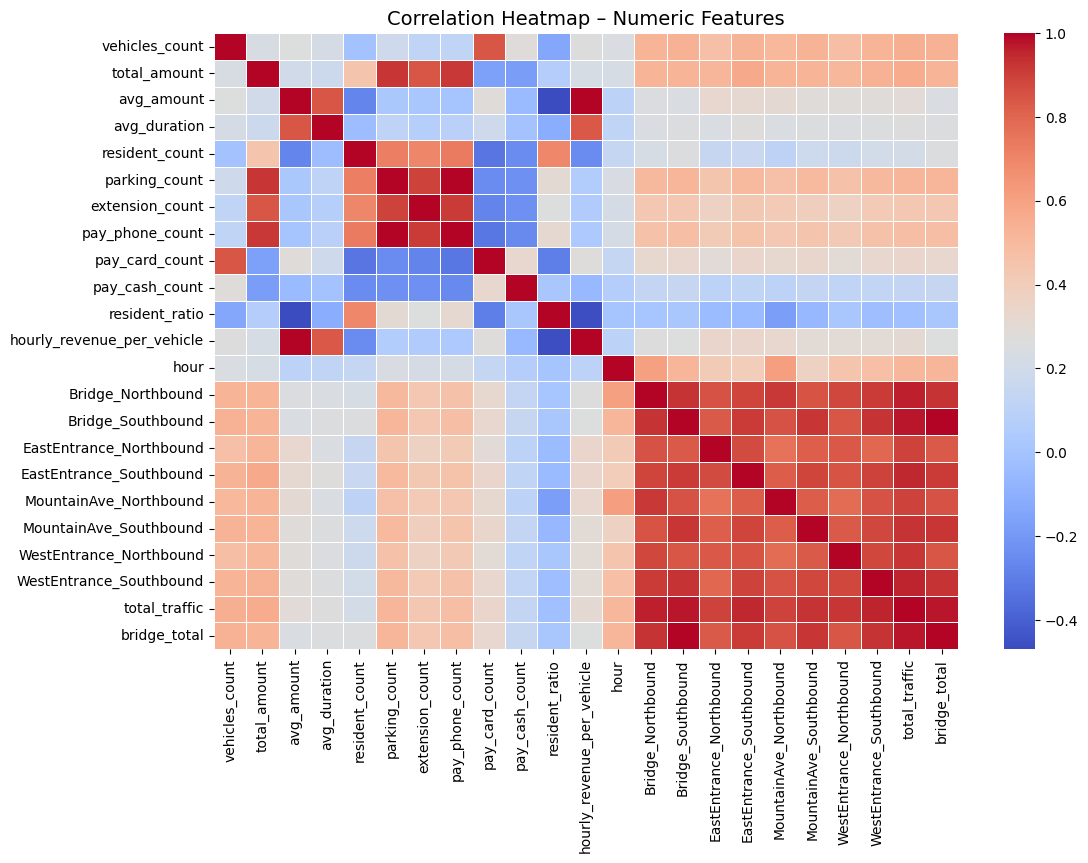 Correlation Heatmap – Numeric Features
vehicles_count
total_amount
avg_amount
avg_duration
resident_count
parking_count
extension_count
pay_phone_count
pay_card_count
pay_cash_count
resident_ratio
hourly_revenue_per_vehicle
hour
Bridge_Northbound
Bridge_Southbound
EastEntrance_Northbound
EastEntrance_Southbound
MountainAve_Northbound
MountainAve_Southbound
WestEntrance_Northbound
WestEntrance_Southbound
total_traffic
bridge_total
vehicles_count
total_amount
avg_amount
avg_duration
resident_count
parking_count
extension_count
pay_phone_count
pay_card_count
pay_cash_count
resident_ratio
hourly_revenue_per_vehicle
hour
Bridge_Northbound
Bridge_Southbound
EastEntrance_Northbound
EastEntrance_Southbound
MountainAve_Northbound
MountainAve_Southbound
WestEntrance_Northbound
WestEntrance_Southbound
total_traffic
bridge_total
1.0
0.8
0.6
0.4
0.2
0.0
−0.2
−0.4